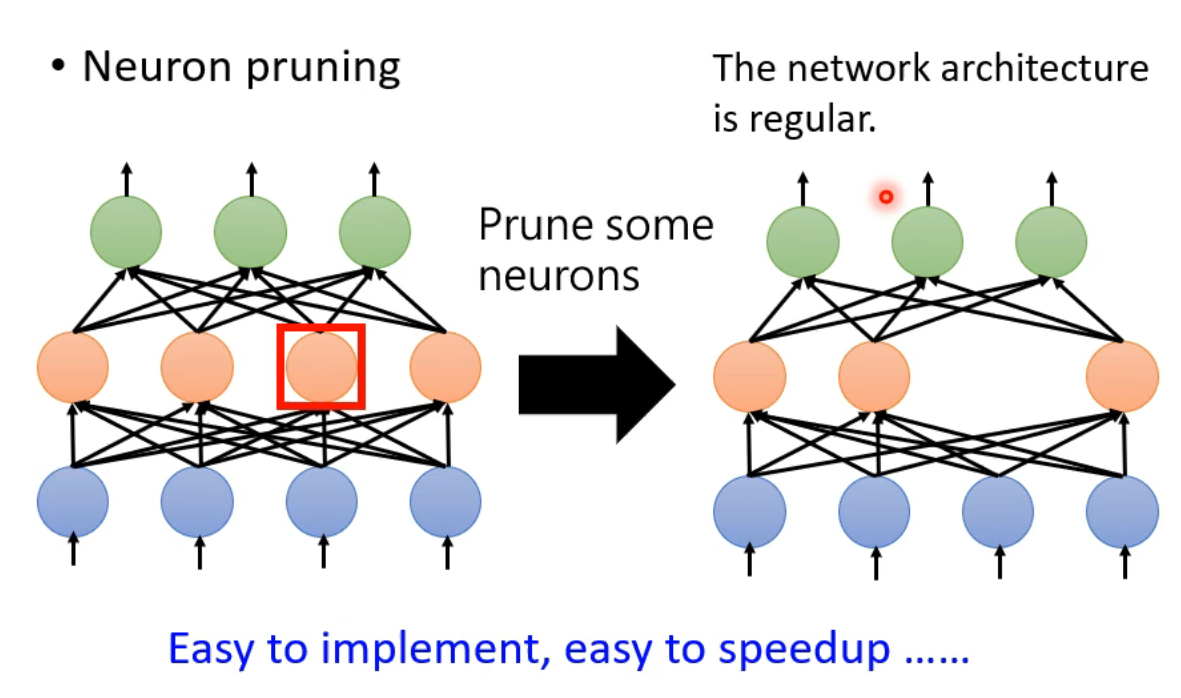 • Neuron pruning
The network architecture
is regular.
Prune some
neurons
Easy to implement, easy to speedup ……